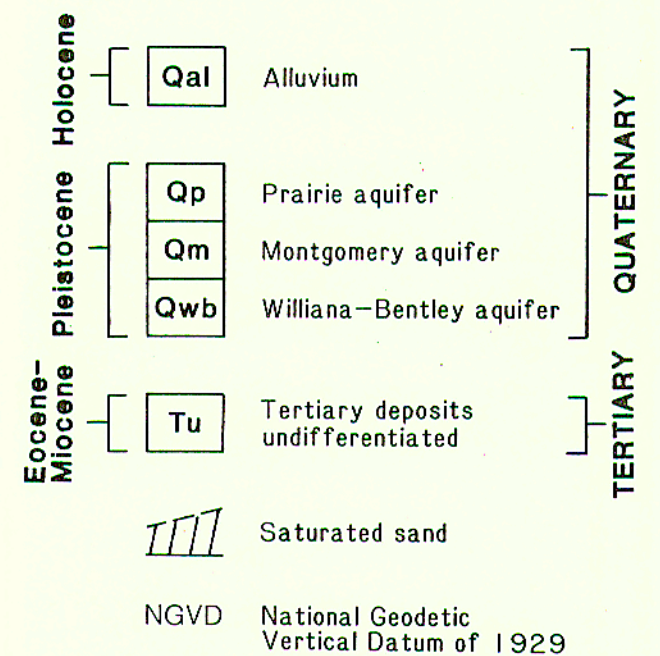 Holocene
Qal Alluvium
Pleistocene
Qp Prairie aquifer
Qm Montgomery aquifer
Qwb Williana-Bentley aquifer
QUATERNARY
Eocene-
Miocene
Tu Tertiary deposits
undifferentiated
TERTIARY
Saturated sand
NGVD National Geodetic
Vertical Datum of 1929